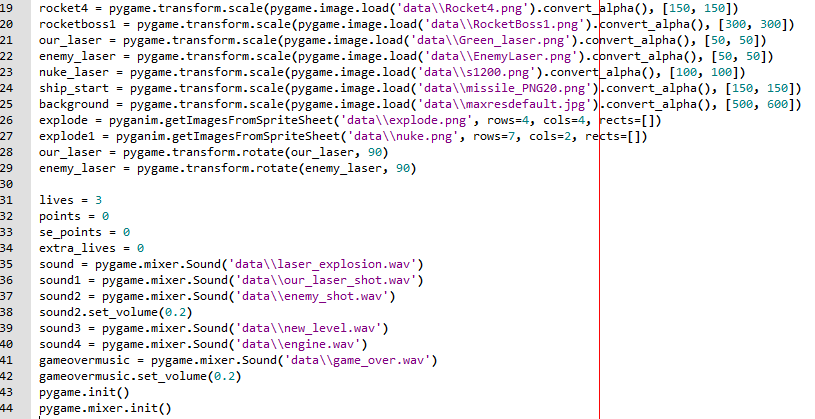 19 rocket4 = pygame.transform.scale(pygame.image.load('data\\Rocket4.png').convert_alpha(), [150, 150])
20 rocketboss1 = pygame.transform.scale(pygame.image.load('data\\RocketBoss1.png').convert_alpha(), [300, 300])
21 our_laser = pygame.transform.scale(pygame.image.load('data\\Green_laser.png').convert_alpha(), [50, 50])
22 enemy_laser = pygame.transform.scale(pygame.image.load('data\\EnemyLaser.png').convert_alpha(), [50, 50])
23 nuke_laser = pygame.transform.scale(pygame.image.load('data\\s1200.png').convert_alpha(), [100, 100])
24 ship_start = pygame.transform.scale(pygame.image.load('data\\missile_PNG20.png').convert_alpha(), [150, 150])
25 background = pygame.transform.scale(pygame.image.load('data\\maxresdefault.jpg').convert_alpha(), [500, 600])
26 explode = pyganim.getImagesFromSpriteSheet('data\\explode.png', rows=4, cols=4, rects=[])
27 explode1 = pyganim.getImagesFromSpriteSheet('data\\nuke.png', rows=7, cols=2, rects=[])
28 our_laser = pygame.transform.rotate(our_laser, 90)
29 enemy_laser = pygame.transform.rotate(enemy_laser, 90)
30
31 lives = 3
32 points = 0
33 se_points = 0
34 extra_lives = 0
35 sound = pygame.mixer.Sound('data\\laser_explosion.wav')
36 sound1 = pygame.mixer.Sound('data\\our_laser_shot.wav')
37 sound2 = pygame.mixer.Sound('data\\enemy_shot.wav')
38 sound2.set_volume(0.2)
39 sound3 = pygame.mixer.Sound('data\\new_level.wav')
40 sound4 = pygame.mixer.Sound('data\\engine.wav')
41 gameovermusic = pygame.mixer.Sound('data\\game_over.wav')
42 gameovermusic.set_volume(0.2)
43 pygame.init()
44 pygame.mixer.init()